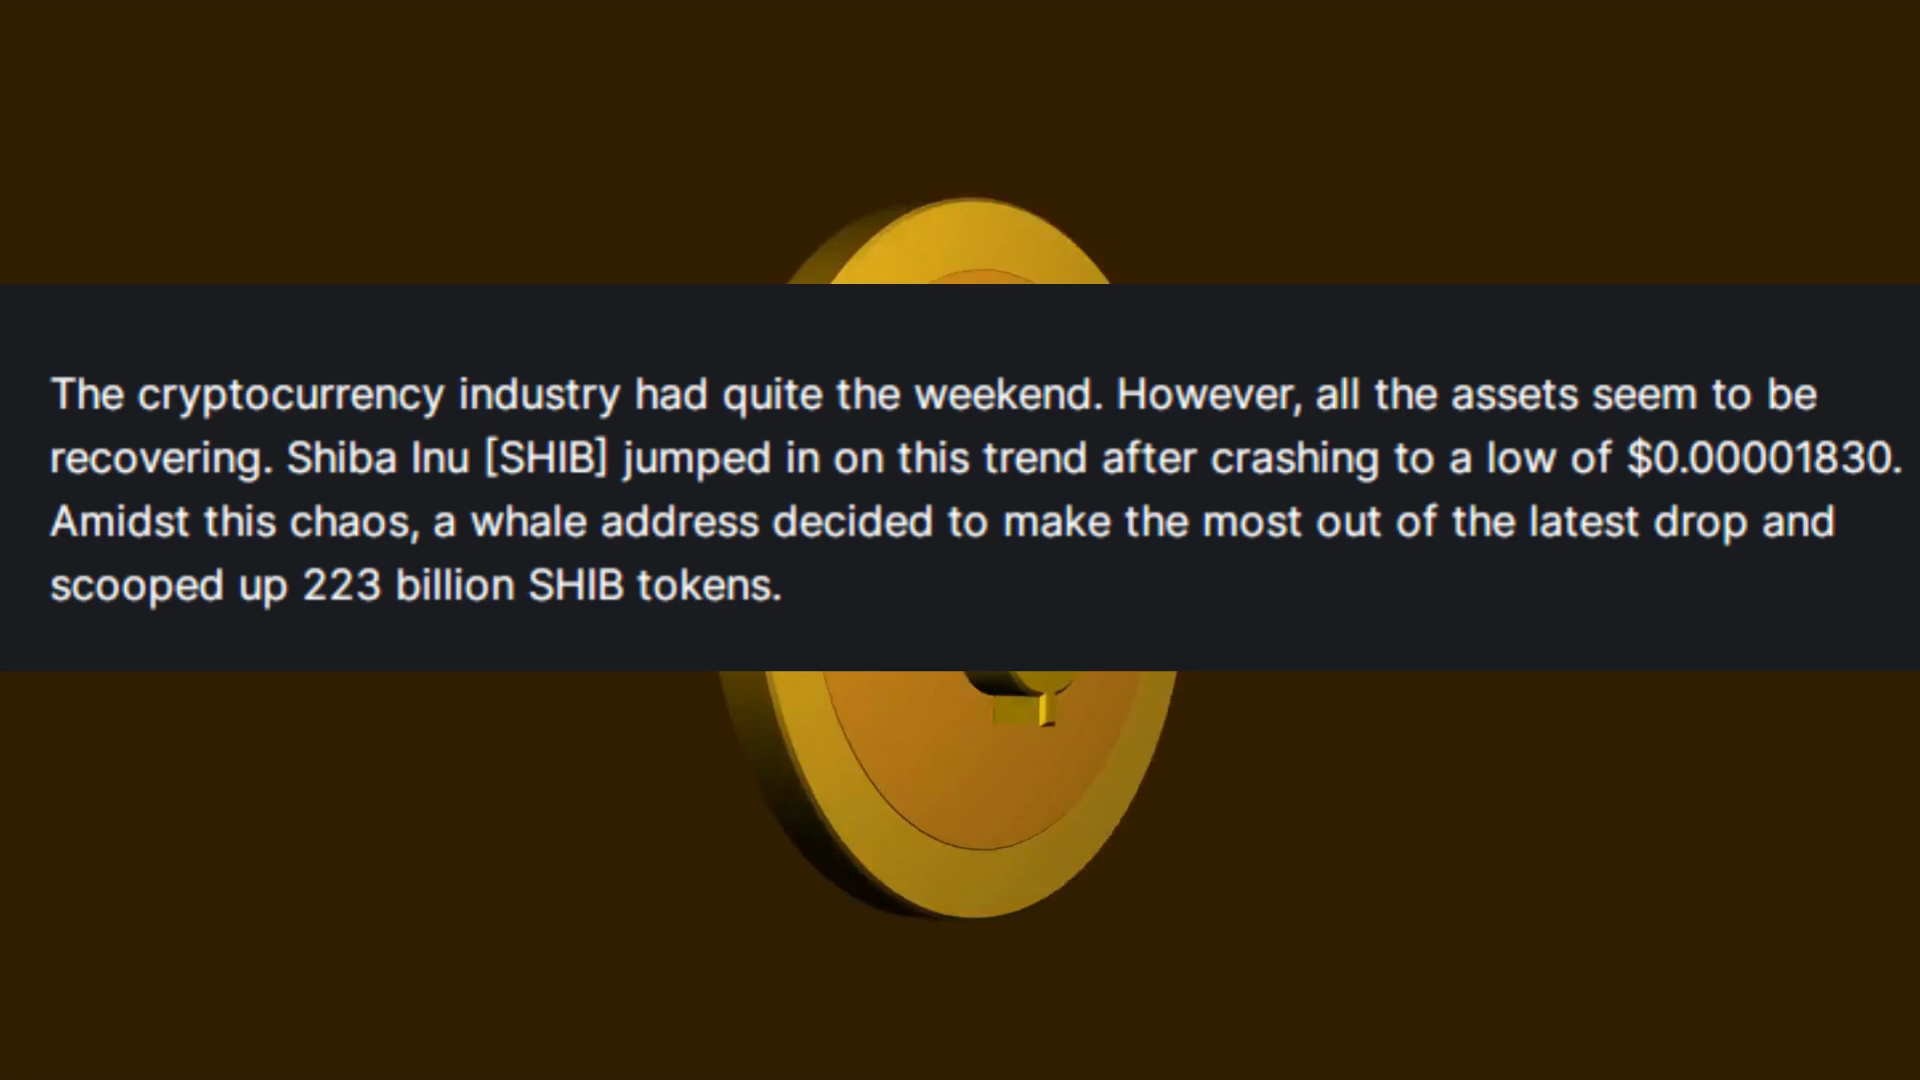 The cryptocurrency industry had quite the weekend. However, all the assets seem to be
recovering. Shiba Inu [SHIB] jumped in on this trend after crashing to a low of $0.00001830.
Amidst this chaos, a whale address decided to make the most out of the latest drop and
scooped up 223 billion SHIB tokens.